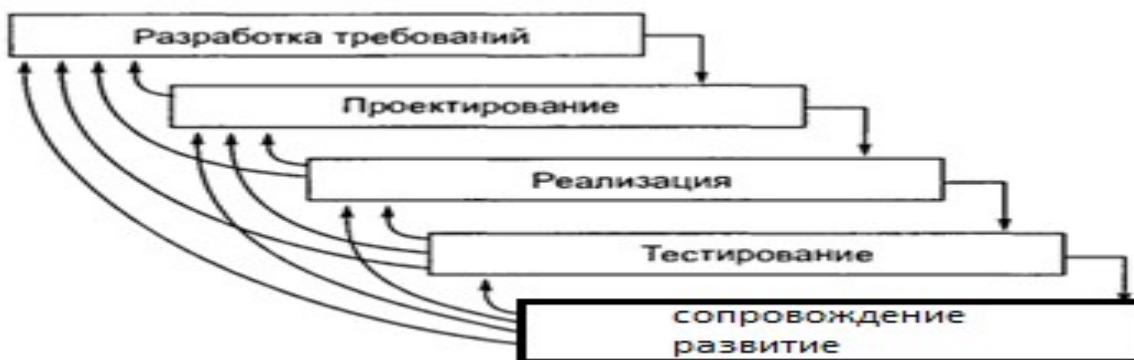 Разработка требований
Проектирование
Реализация
Тестирование
сопровождение
развитие